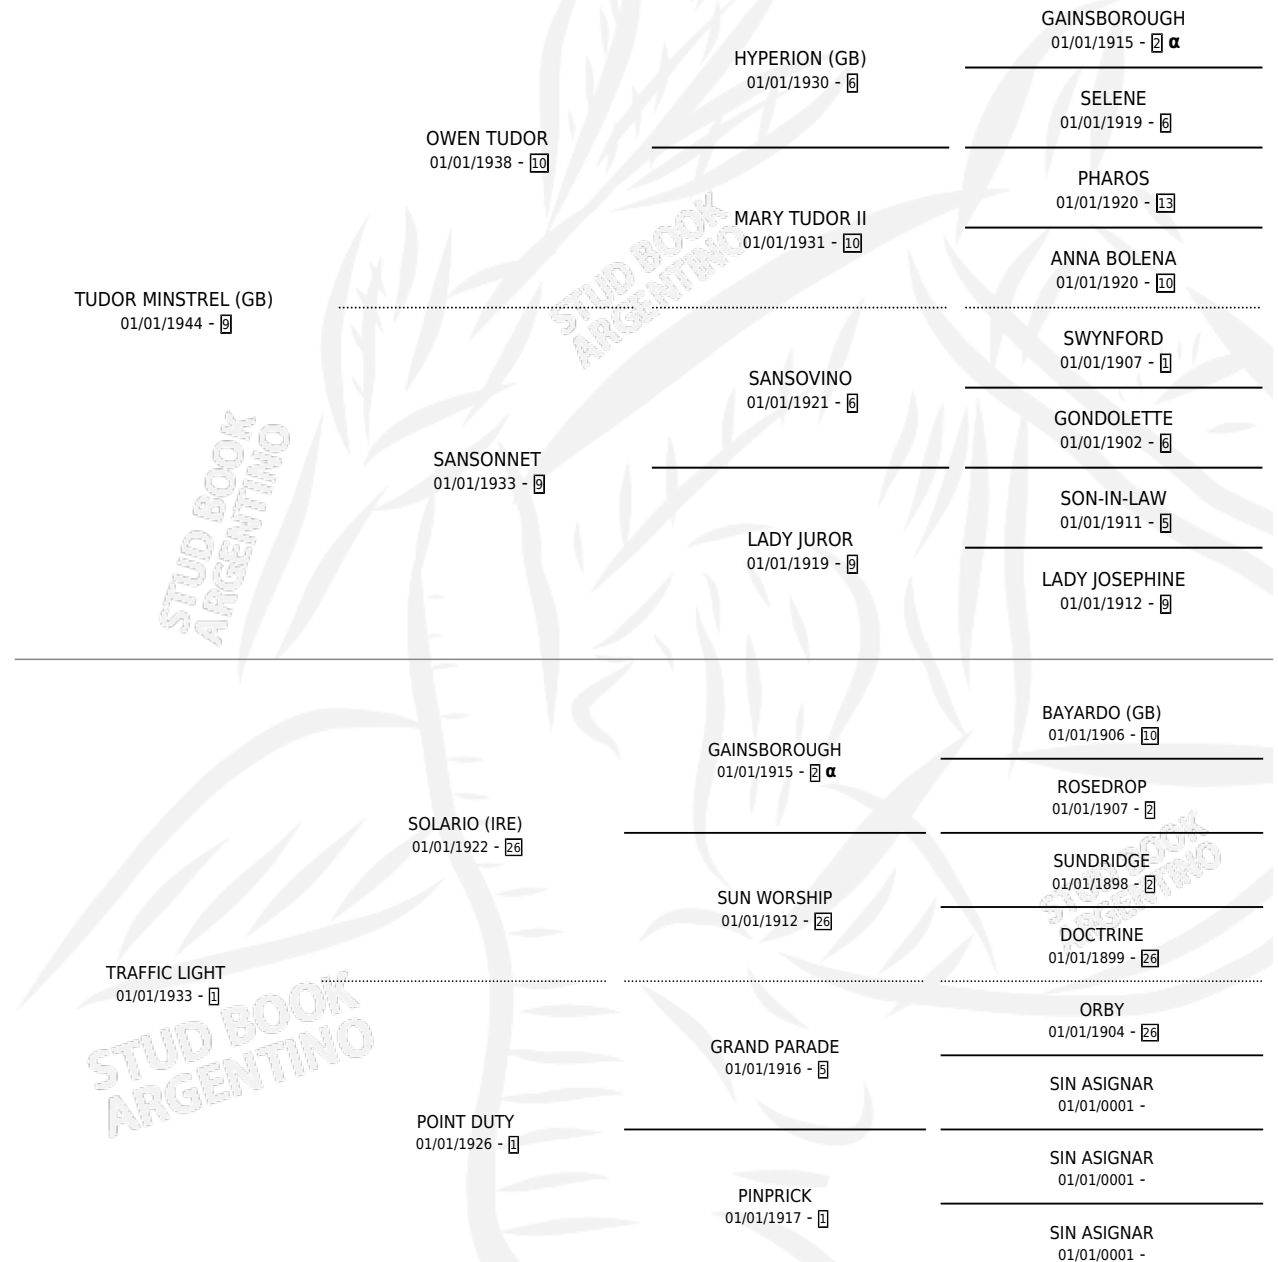 GAINSBOROUGH
01/01/1915 - 2 α
HYPERION (GB)
01/01/1930 - 6
SELENE
01/01/1919 - 6
OWEN TUDOR
01/01/1938 - 10
PHAROS
01/01/1920 - 13
MARY TUDOR II
01/01/1931 - 10
ANNA BOLENA
01/01/1920 - 10
STUD BOOK
ARGENTINO
TUDOR MINSTREL (GB)
01/01/1944 - 9
SWYNFORD
01/01/1907 - 1
SANSOVINO
01/01/1921 - 6
GONDOLETTE
01/01/1902 - 6
SANSONNET
01/01/1933 - 9
SON-IN-LAW
01/01/1911 - 5
LADY JUROR
01/01/1919 - 9
LADY JOSEPHINE
01/01/1912 - 9
STUD BOOK
ARGENTINO
BAYARDO (GB)
01/01/1906 - 10
GAINSBOROUGH
01/01/1915 - 2 α
ROSEDROP
01/01/1907 - 2
SOLARIO (IRE)
01/01/1922 - 26
SUNDRIDGE
01/01/1898 - 2
SUN WORSHIP
01/01/1912 - 26
DOCTRINE
01/01/1899 - 26
STUD BOOK
ARGENTINO
TRAFFIC LIGHT
01/01/1933 - 1
STUD BOOK
ARGENTINO
ORBY
01/01/1904 - 26
GRAND PARADE
01/01/1916 - 5
SIN ASIGNAR
01/01/0001 -
POINT DUTY
01/01/1926 - 1
SIN ASIGNAR
01/01/0001 -
PINPRICK
01/01/1917 - 1
SIN ASIGNAR
01/01/0001 -